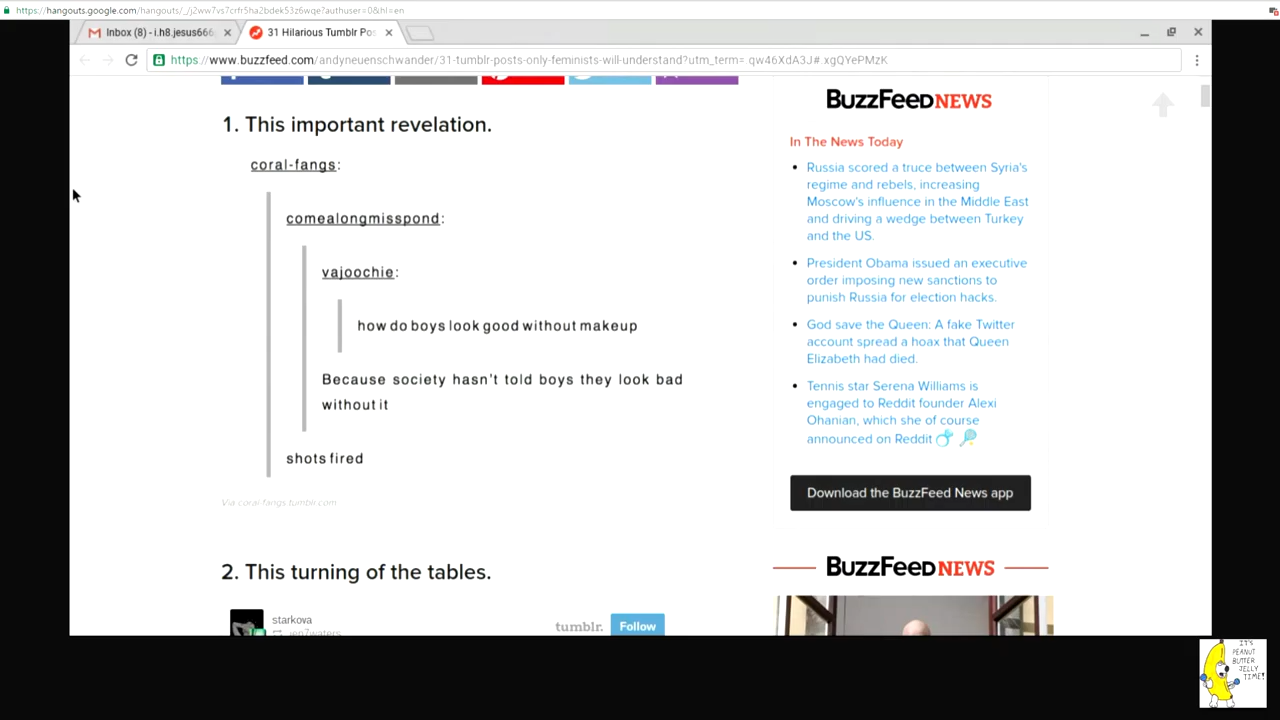 https://hangouts.google.com/hangouts/_/j2ww7vs7crfr5ha2bdek53z6wqe?authuser=0&hl=en
Inbox (8) - i.h8.jesus666
31 Hilarious Tumblr Pos
https://www.buzzfeed.com/andyneuenschwander/31-tumblr-posts-only-feminists-will-understand?utm_term=.qw46XdA3J#.xgQYePMzK
1. This important revelation.
coral-fangs:
comealongmisspond:
vajoochie:
how do boys look good without makeup
Because society hasn't told boys they look bad
without it
shots fired
Via coral-fangs.tumblr.com
2. This turning of the tables.
starkova
jen7waters
tumblr.
Follow
BuzzFeed NEWS
In The News Today
Russia scored a truce between Syria's
regime and rebels, increasing
Moscow's influence in the Middle East
and driving a wedge between Turkey
and the US.
President Obama issued an executive
order imposing new sanctions to
punish Russia for election hacks.
God save the Queen: A fake Twitter
account spread a hoax that Queen
Elizabeth had died.
Tennis star Serena Williams is
engaged to Reddit founder Alexi
Ohanian, which she of course
announced on Reddit
Download the BuzzFeed News app
BuzzFeed NEWS
IT'S
PEANUT
BUTTER
JELLY
TIME!